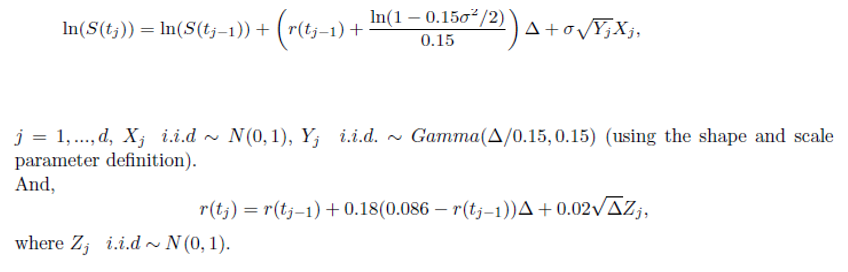 ln(S(t_j)) = ln(S(t_{j−1})) + ( r(t_{j−1}) + ln(1 − 0.15σ²/2) / 0.15 ) Δ + σ√Y_j X_j,
j = 1, ..., d, X_j i.i.d ∼ N(0, 1), Y_j i.i.d. ∼ Gamma(Δ/0.15, 0.15) (using the shape and scale
parameter definition).
And,
r(t_j) = r(t_{j−1}) + 0.18(0.086 − r(t_{j−1}))Δ + 0.02√Δ Z_j,
where Z_j i.i.d ∼ N(0, 1).